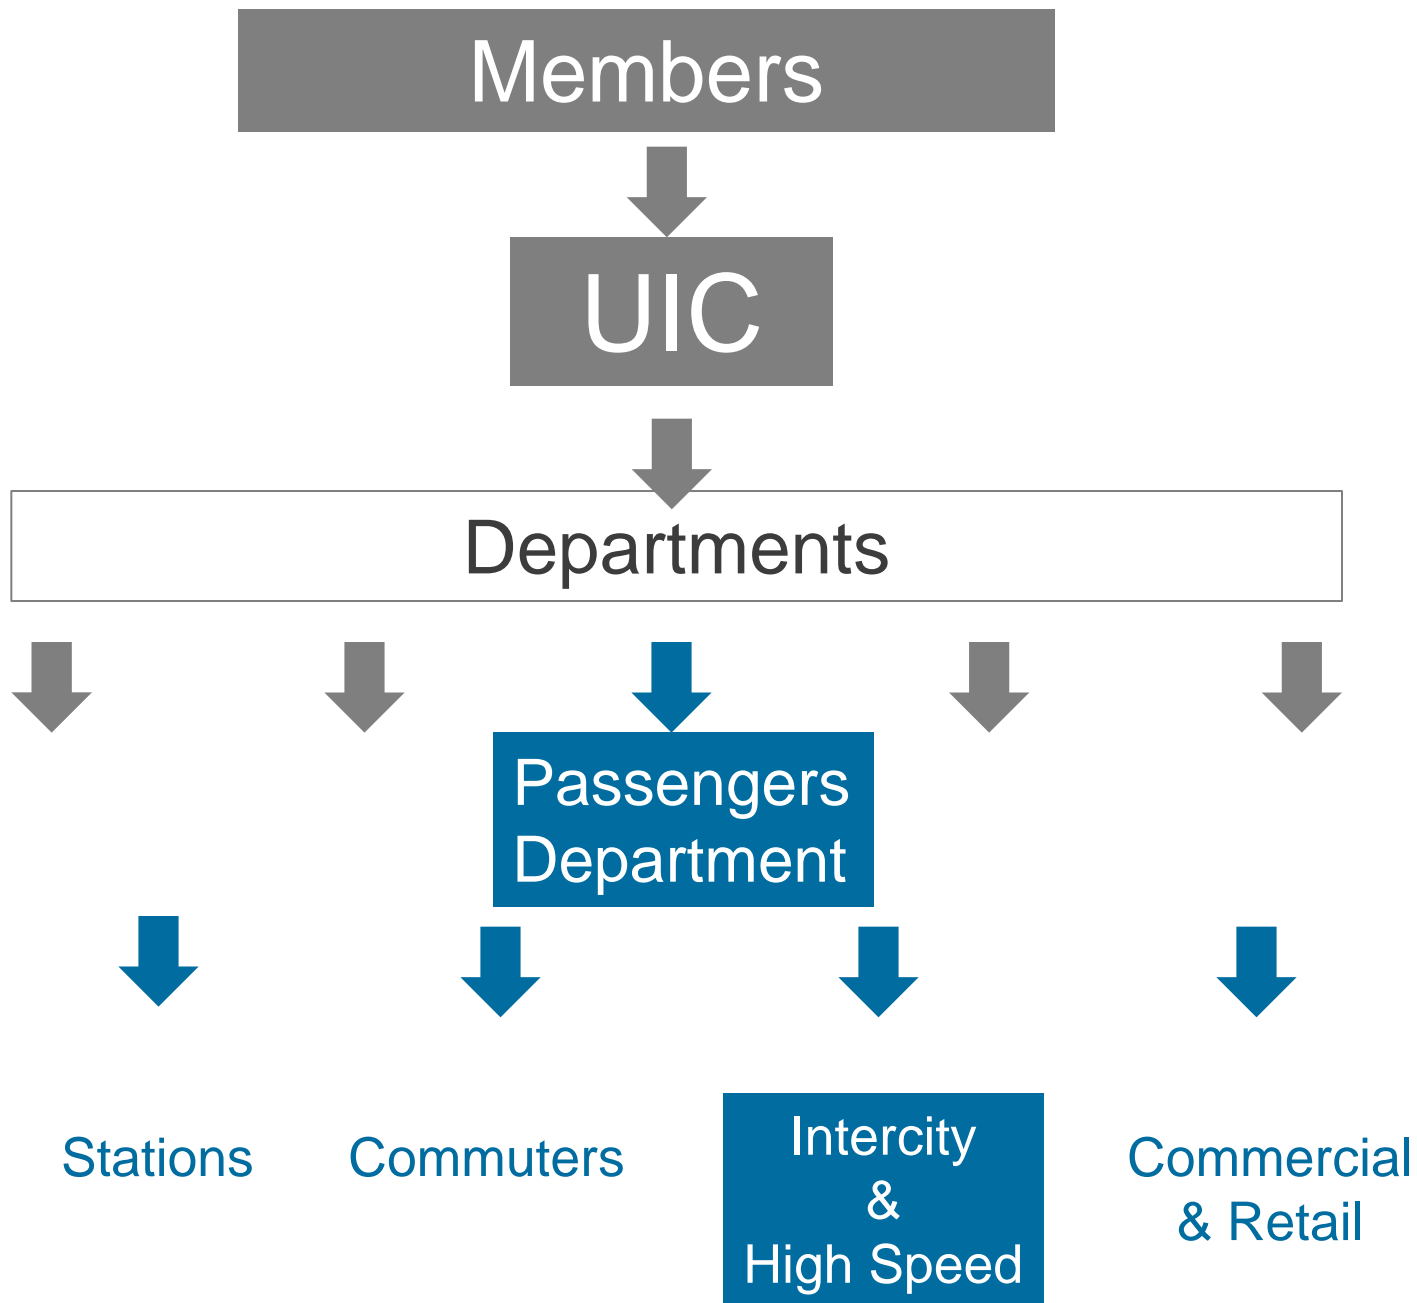 Members
UIC
Departments
Passengers
Department
Stations
Commuters
Intercity
&
High Speed
Commercial
& Retail